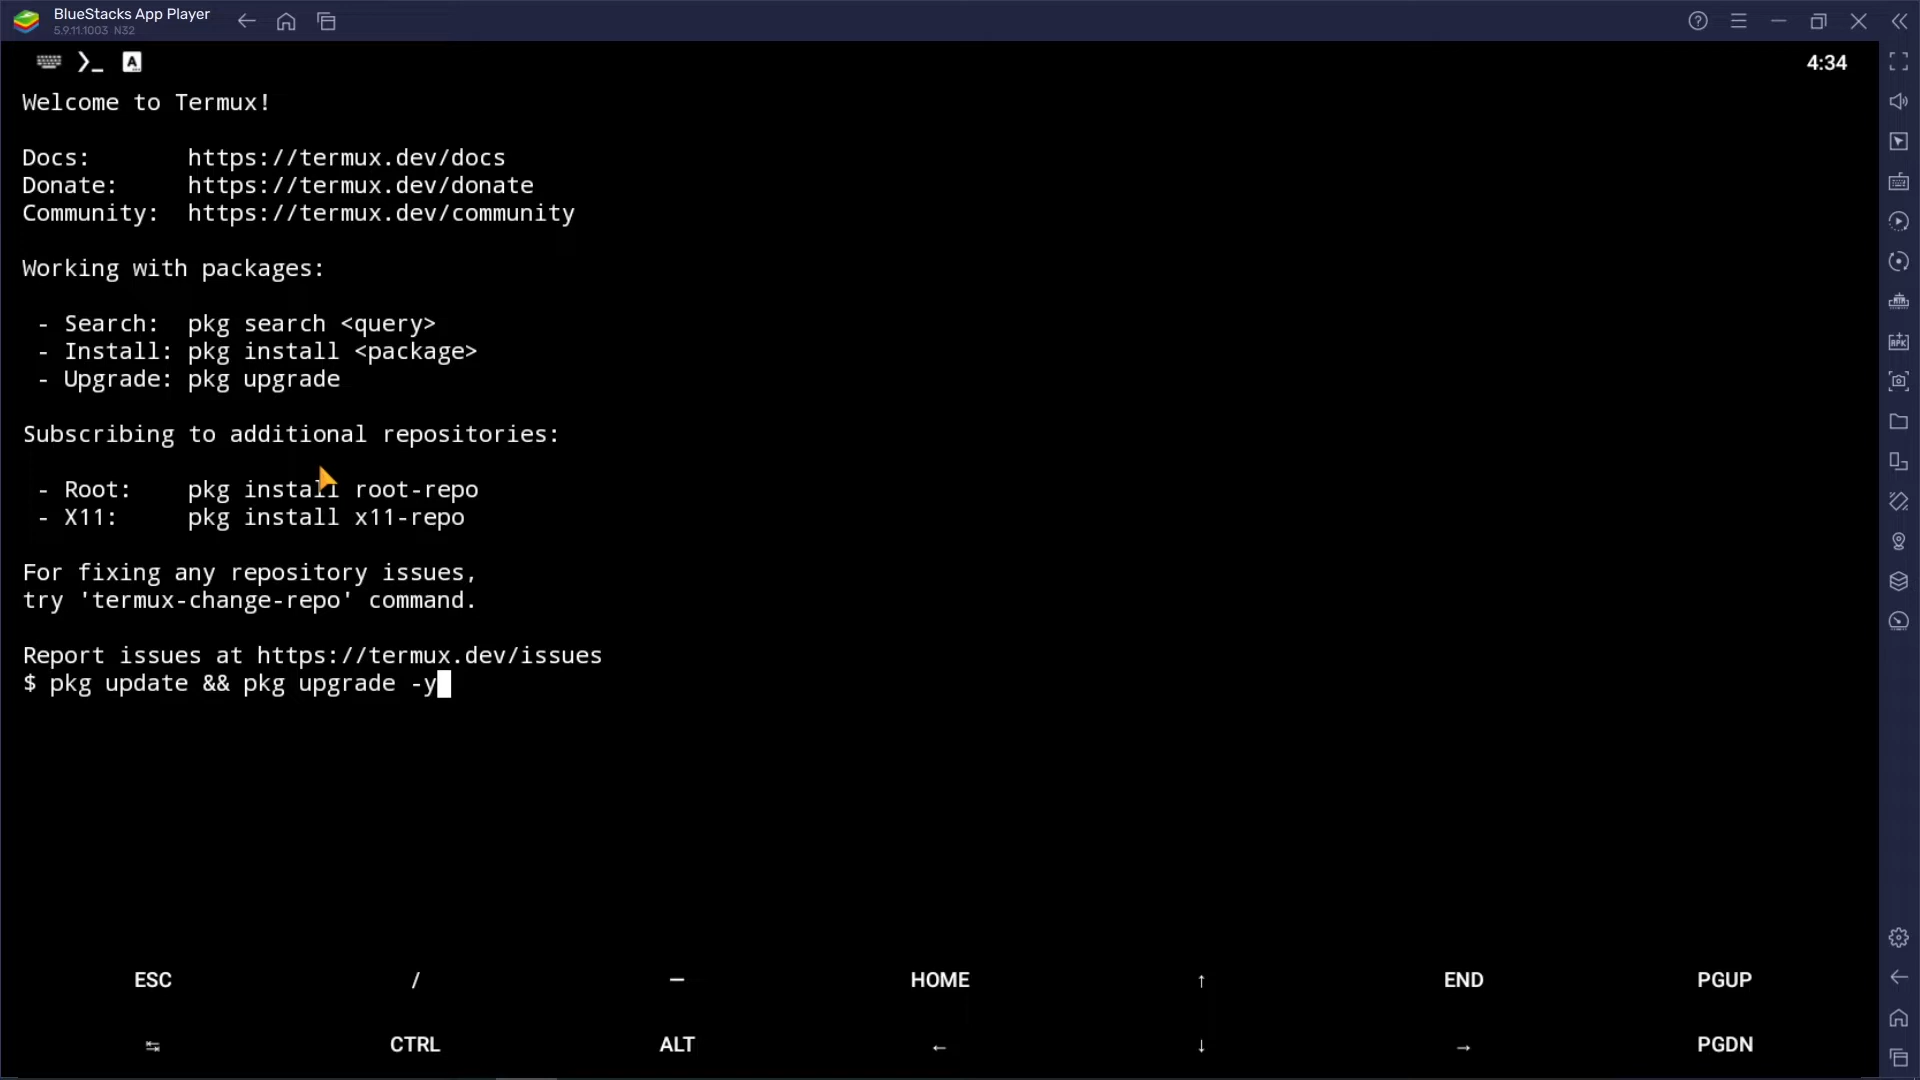 BlueStacks App Player
5.9.11.1003 N32
A
4:34
Welcome to Termux!
Docs: https://termux.dev/docs
Donate: https://termux.dev/donate
Community: https://termux.dev/community
Working with packages:
- Search: pkg search <query>
- Install: pkg install <package>
- Upgrade: pkg upgrade
Subscribing to additional repositories:
- Root: pkg install root-repo
- X11: pkg install x11-repo
For fixing any repository issues,
try 'termux-change-repo' command.
Report issues at https://termux.dev/issues
$ pkg update && pkg upgrade -y
ESC / — HOME ↑ END PGUP
↹ CTRL ALT ← ↓ → PGDN